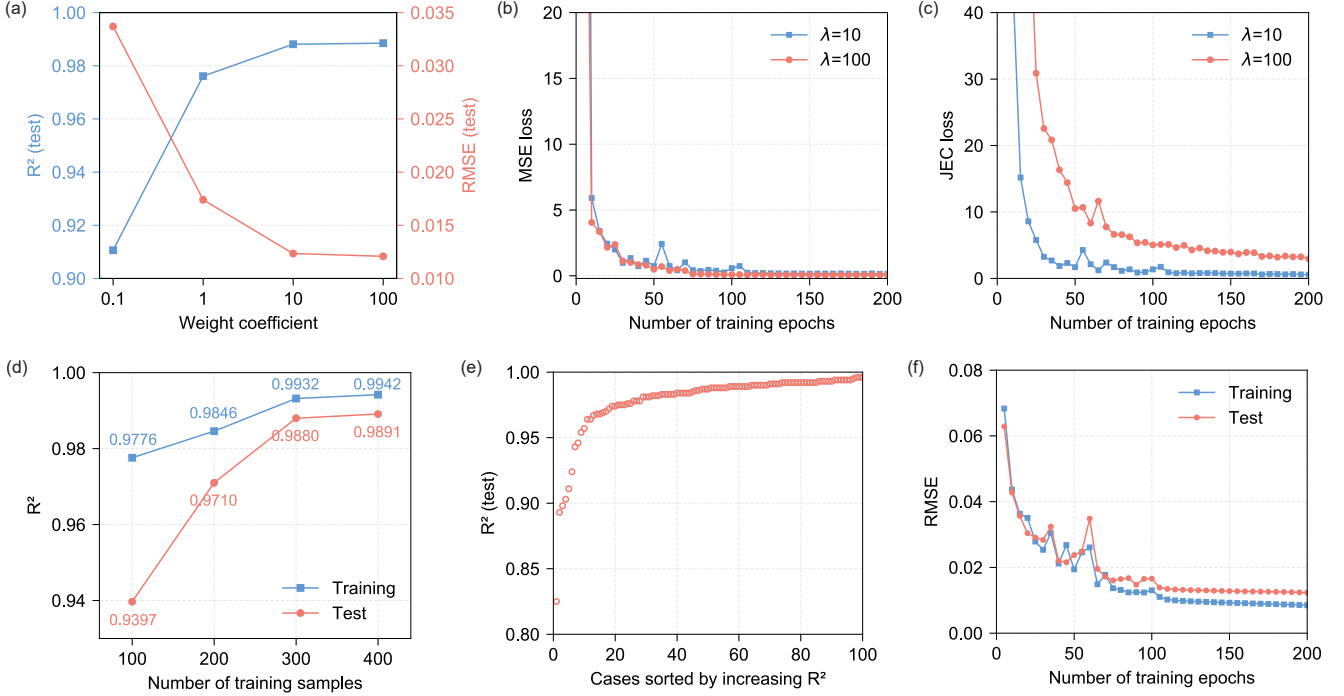 (a)
1.00
0.98
0.96
0.94
0.92
0.90
R² (test)
0.035
0.030
0.025
0.020
0.015
0.010
RMSE (test)
0.1
1
10
100
Weight coefficient
(b)
20
15
10
5
0
MSE loss
λ=10
λ=100
0
50
100
150
200
Number of training epochs
(c)
40
30
20
10
0
JEC loss
λ=10
λ=100
0
50
100
150
200
Number of training epochs
(d)
1.00
0.98
0.96
0.94
R²
0.9776
0.9846
0.9932
0.9942
0.9397
0.9710
0.9880
0.9891
Training
Test
100
200
300
400
Number of training samples
(e)
1.00
0.95
0.90
0.85
0.80
R² (test)
0
20
40
60
80
100
Cases sorted by increasing R²
(f)
0.08
0.06
0.04
0.02
0.00
RMSE
Training
Test
0
50
100
150
200
Number of training epochs